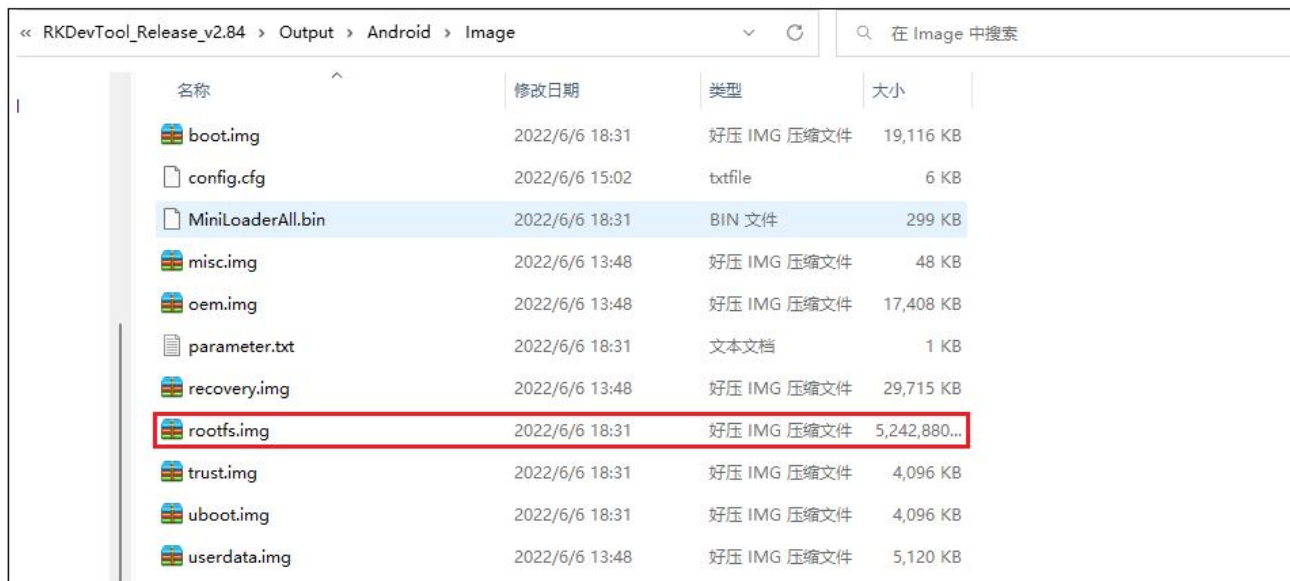 « RKDevTool_Release_v2.84 › Output › Android › Image 在 Image 中搜索
名称 修改日期 类型 大小
boot.img 2022/6/6 18:31 好压 IMG 压缩文件 19,116 KB
config.cfg 2022/6/6 15:02 txtfile 6 KB
MiniLoaderAll.bin 2022/6/6 18:31 BIN 文件 299 KB
misc.img 2022/6/6 13:48 好压 IMG 压缩文件 48 KB
oem.img 2022/6/6 13:48 好压 IMG 压缩文件 17,408 KB
parameter.txt 2022/6/6 18:31 文本文档 1 KB
recovery.img 2022/6/6 13:48 好压 IMG 压缩文件 29,715 KB
rootfs.img 2022/6/6 18:31 好压 IMG 压缩文件 5,242,880...
trust.img 2022/6/6 18:31 好压 IMG 压缩文件 4,096 KB
uboot.img 2022/6/6 18:31 好压 IMG 压缩文件 4,096 KB
userdata.img 2022/6/6 13:48 好压 IMG 压缩文件 5,120 KB